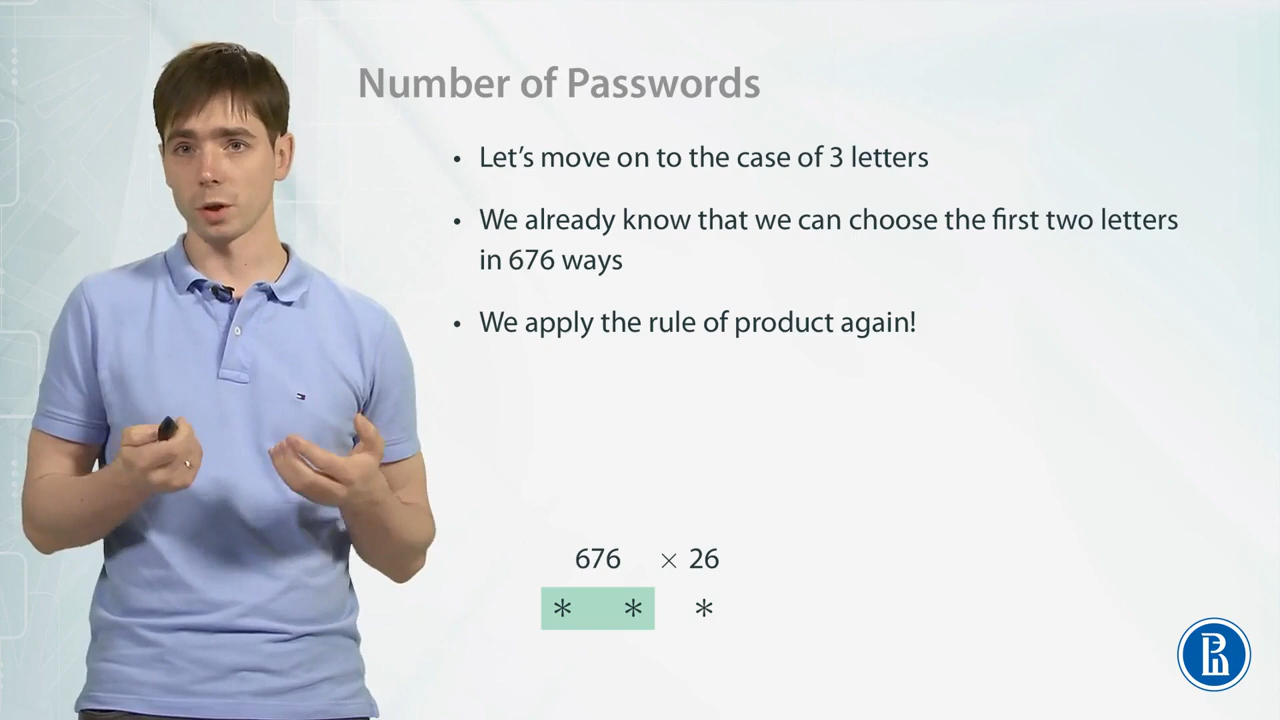 Number of Passwords
• Let’s move on to the case of 3 letters
• We already know that we can choose the first two letters
in 676 ways
• We apply the rule of product again!
676 × 26
* * *